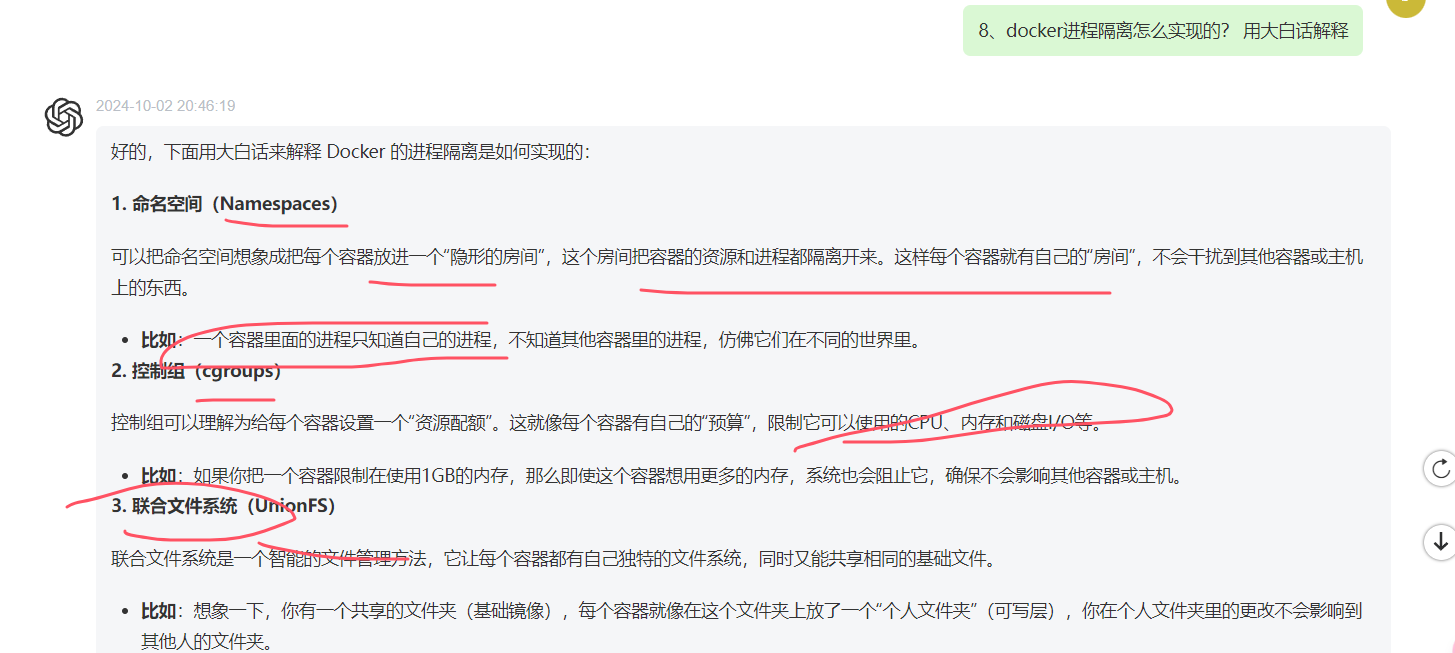 8、docker进程隔离怎么实现的？ 用大白话解释
2024-10-02 20:46:19
好的，下面用大白话来解释 Docker 的进程隔离是如何实现的：
1. 命名空间（Namespaces）
可以把命名空间想象成把每个容器放进一个“隐形的房间”，这个房间把容器的资源和进程都隔离开来。这样每个容器就有自己的“房间”，不会干扰到其他容器或主机
上的东西。
• 比如：一个容器里面的进程只知道自己的进程，不知道其他容器里的进程，仿佛它们在不同的世界里。
2. 控制组（cgroups）
控制组可以理解为给每个容器设置一个“资源配额”。这就像每个容器有自己的“预算”，限制它可以使用的CPU、内存和磁盘I/O等。
• 比如：如果你把一个容器限制在使用1GB的内存，那么即使这个容器想用更多的内存，系统也会阻止它，确保不会影响其他容器或主机。
3. 联合文件系统（UnionFS）
联合文件系统是一个智能的文件管理方法，它让每个容器都有自己独特的文件系统，同时又能共享相同的基础文件。
• 比如：想象一下，你有一个共享的文件夹（基础镜像），每个容器就像在这个文件夹上放了一个“个人文件夹”（可写层），你在个人文件夹里的更改不会影响到
其他人的文件夹。